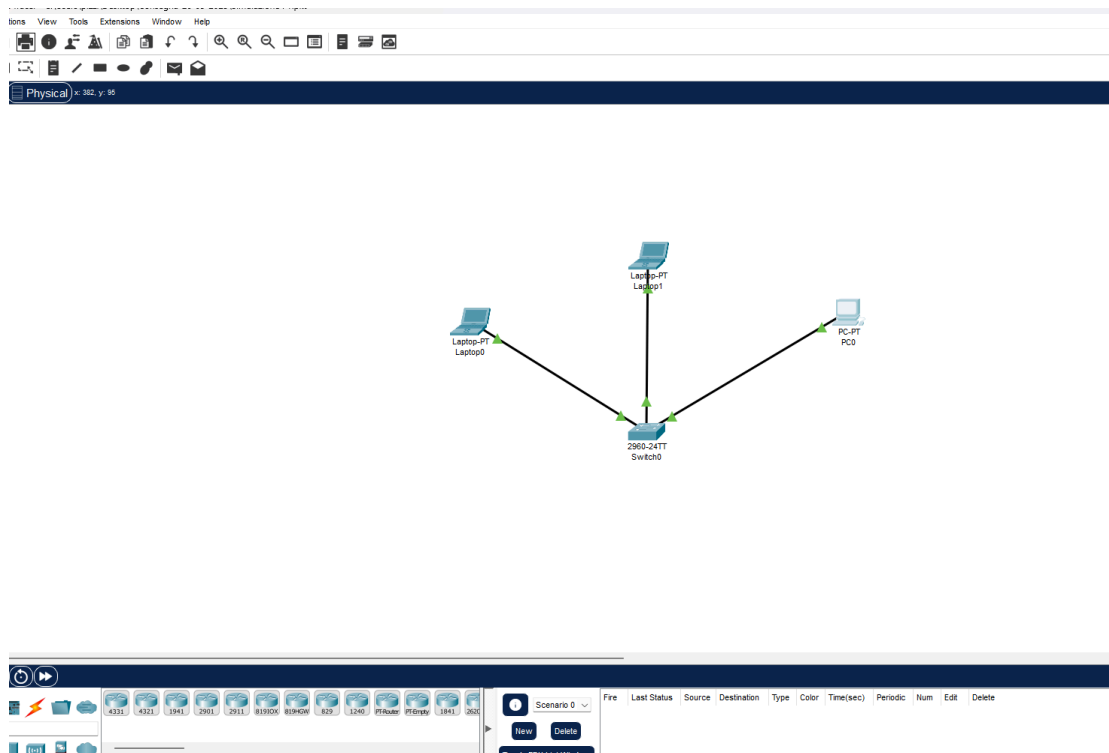 tions View Tools Extensions Window Help
Physical x: 382, y: 95
Laptop-PT
Laptop1
PC-PT
PC0
Laptop-PT
Laptop0
2960-24TT
Switch0
Fire Last Status Source Destination Type Color Time(sec) Periodic Num Edit Delete
Scenario 0
4331 4321 1941 2901 2911 819IOX 819HGW 829 1240 PT-Router PT-Empty 1841 2620
New Delete